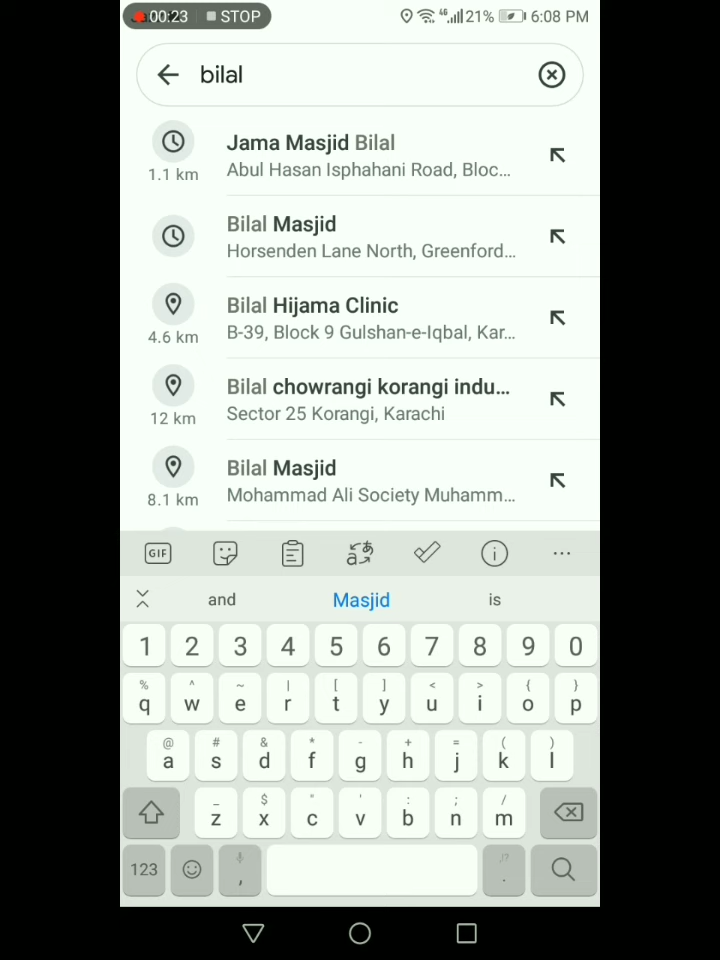 00:23 STOP 4G 21% 6:08 PM
bilal
Jama Masjid Bilal
1.1 km
Abul Hasan Isphahani Road, Bloc...
Bilal Masjid
Horsenden Lane North, Greenford...
Bilal Hijama Clinic
4.6 km
B-39, Block 9 Gulshan-e-Iqbal, Kar...
Bilal chowrangi korangi indu...
12 km
Sector 25 Korangi, Karachi
Bilal Masjid
8.1 km
Mohammad Ali Society Muhamm...
GIF aあ ...
and Masjid is
1 2 3 4 5 6 7 8 9 0
% ^ ~ | [ ] < > { }
q w e r t y u i o p
@ # & * - + = ( )
a s d f g h j k l
_ $ " ' : ; /
z x c v b n m
123 , ,!? .